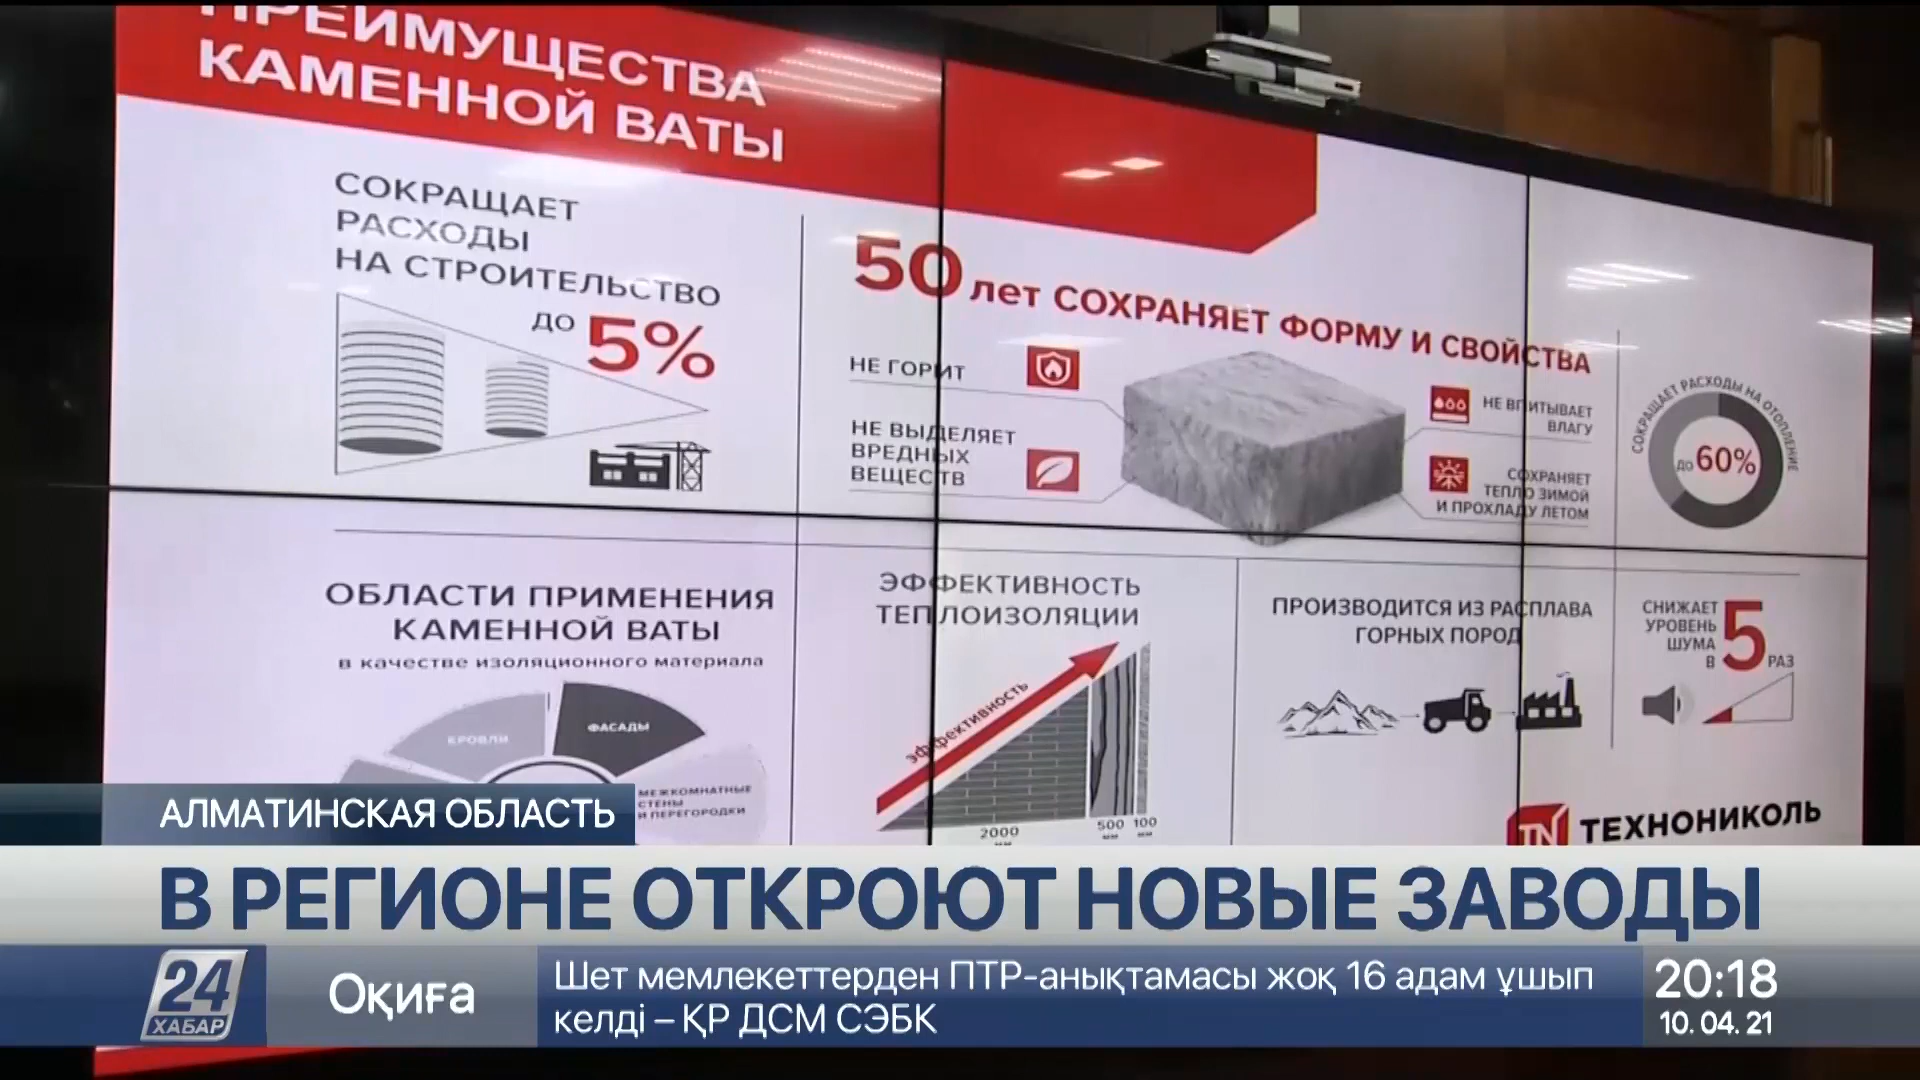 ПРЕИМУЩЕСТВА
КАМЕННОЙ ВАТЫ
СОКРАЩАЕТ
РАСХОДЫ
НА СТРОИТЕЛЬСТВО
ДО 5%
50 лет СОХРАНЯЕТ ФОРМУ И СВОЙСТВА
НЕ ГОРИТ
НЕ ВЫДЕЛЯЕТ
ВРЕДНЫХ
ВЕЩЕСТВ
НЕ ВПИТЫВАЕТ
ВЛАГУ
СОХРАНЯЕТ
ТЕПЛО ЗИМОЙ
И ПРОХЛАДУ ЛЕТОМ
СОКРАЩАЕТ РАСХОДЫ НА ОТОПЛЕНИЕ
ДО 60%
ОБЛАСТИ ПРИМЕНЕНИЯ
КАМЕННОЙ ВАТЫ
в качестве изоляционного материала
КРОВЛИ
ФАСАДЫ
МЕЖКОМНАТНЫЕ
СТЕНЫ
И ПЕРЕГОРОДКИ
ЭФФЕКТИВНОСТЬ
ТЕПЛОИЗОЛЯЦИИ
эффективность
2000
мм
500
мм
100
мм
ПРОИЗВОДИТСЯ ИЗ РАСПЛАВА
ГОРНЫХ ПОРОД
СНИЖАЕТ
УРОВЕНЬ
ШУМА
В 5 РАЗ
TN ТЕХНОНИКОЛЬ
АЛМАТИНСКАЯ ОБЛАСТЬ
В РЕГИОНЕ ОТКРОЮТ НОВЫЕ ЗАВОДЫ
24
ХАБАР
Оқиға
Шет мемлекеттерден ПТР-анықтамасы жоқ 16 адам ұшып
келді – ҚР ДСМ СЭБК
20:18
10. 04. 21